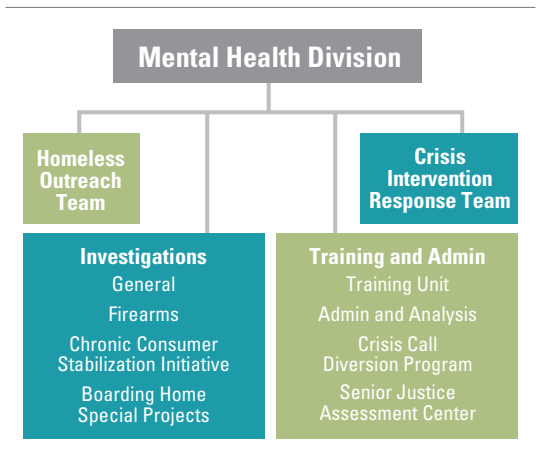 Mental Health Division
Homeless
Outreach
Team
Crisis
Intervention
Response Team
Investigations
General
Firearms
Chronic Consumer
Stabilization Initiative
Boarding Home
Special Projects
Training and Admin
Training Unit
Admin and Analysis
Crisis Call
Diversion Program
Senior Justice
Assessment Center